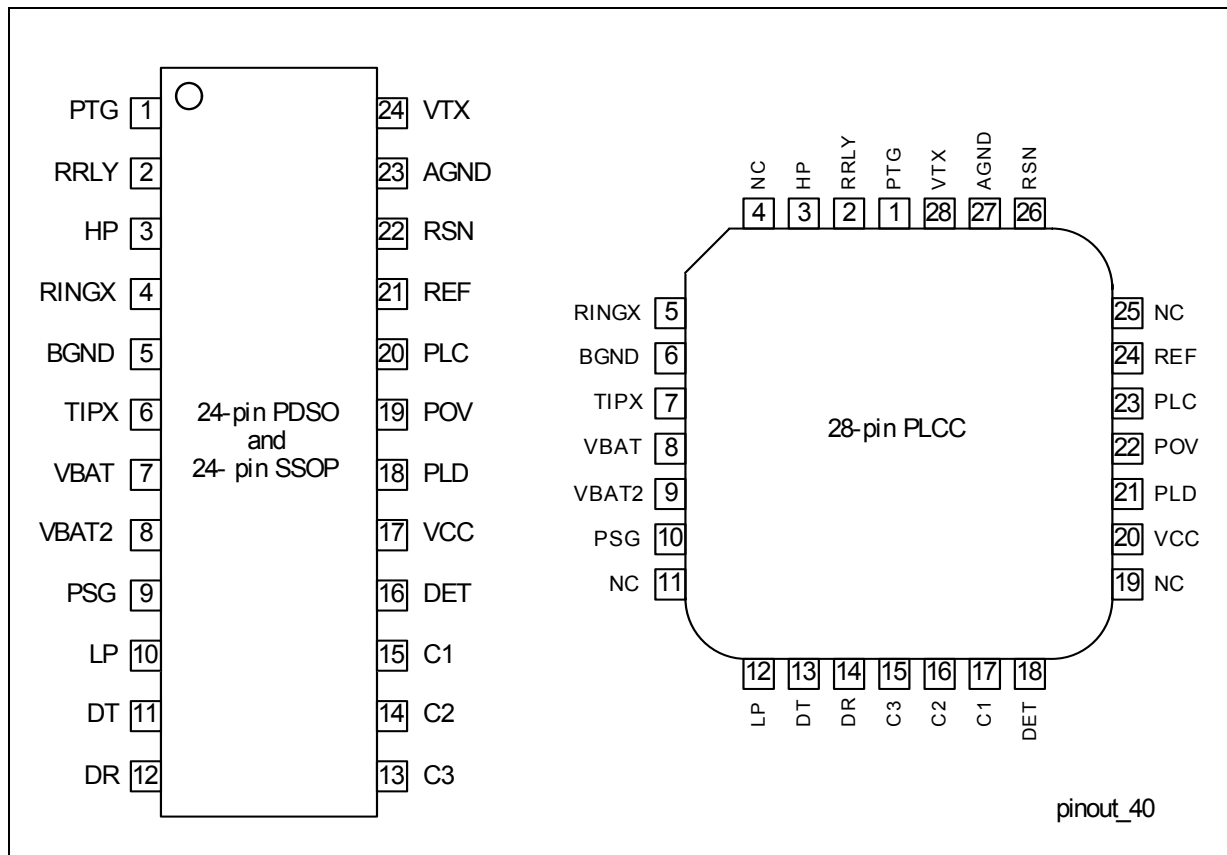 PTG 1
RRLY 2
HP 3
RINGX 4
BGND 5
TIPX 6
VBAT 7
VBAT2 8
PSG 9
LP 10
DT 11
DR 12
24-pin PDSO
and
24- pin SSOP
24 VTX
23 AGND
22 RSN
21 REF
20 PLC
19 POV
18 PLD
17 VCC
16 DET
15 C1
14 C2
13 C3
NC HP RRLY PTG VTX AGND RSN
4 3 2 1 28 27 26
RINGX 5
BGND 6
TIPX 7
VBAT 8
VBAT2 9
PSG 10
NC 11
28-pin PLCC
25 NC
24 REF
23 PLC
22 POV
21 PLD
20 VCC
19 NC
12 13 14 15 16 17 18
LP DT DR C3 C2 C1 DET
pinout_40